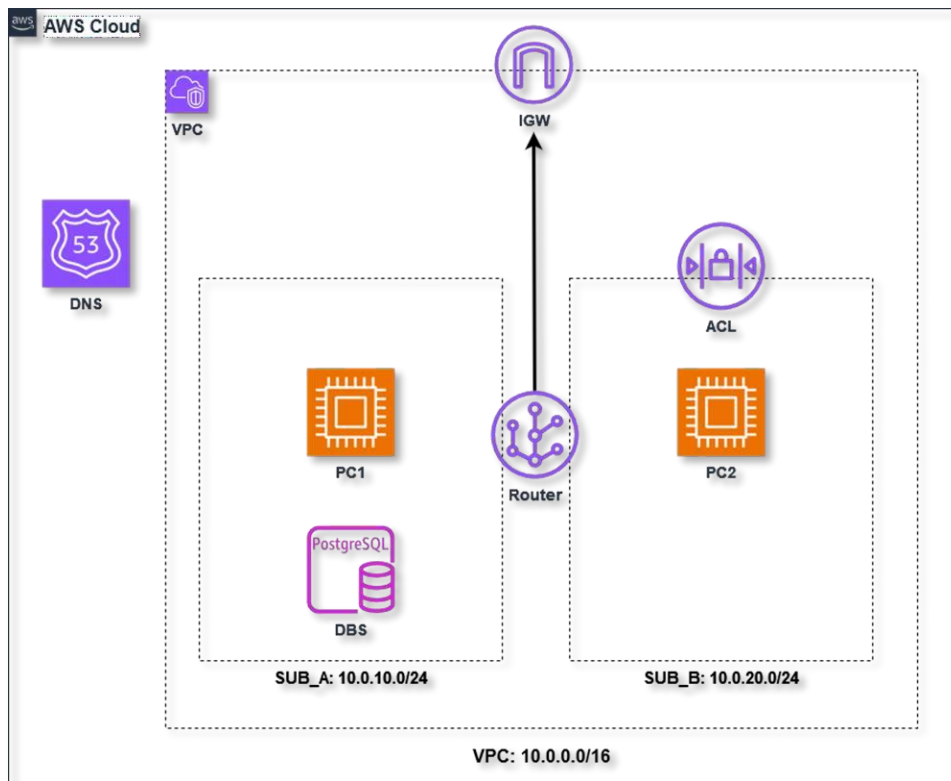 aws
AWS Cloud
IGW
VPC
53
DNS
ACL
PC1
Router
PC2
PostgreSQL
DBS
SUB_A: 10.0.10.0/24
SUB_B: 10.0.20.0/24
VPC: 10.0.0.0/16